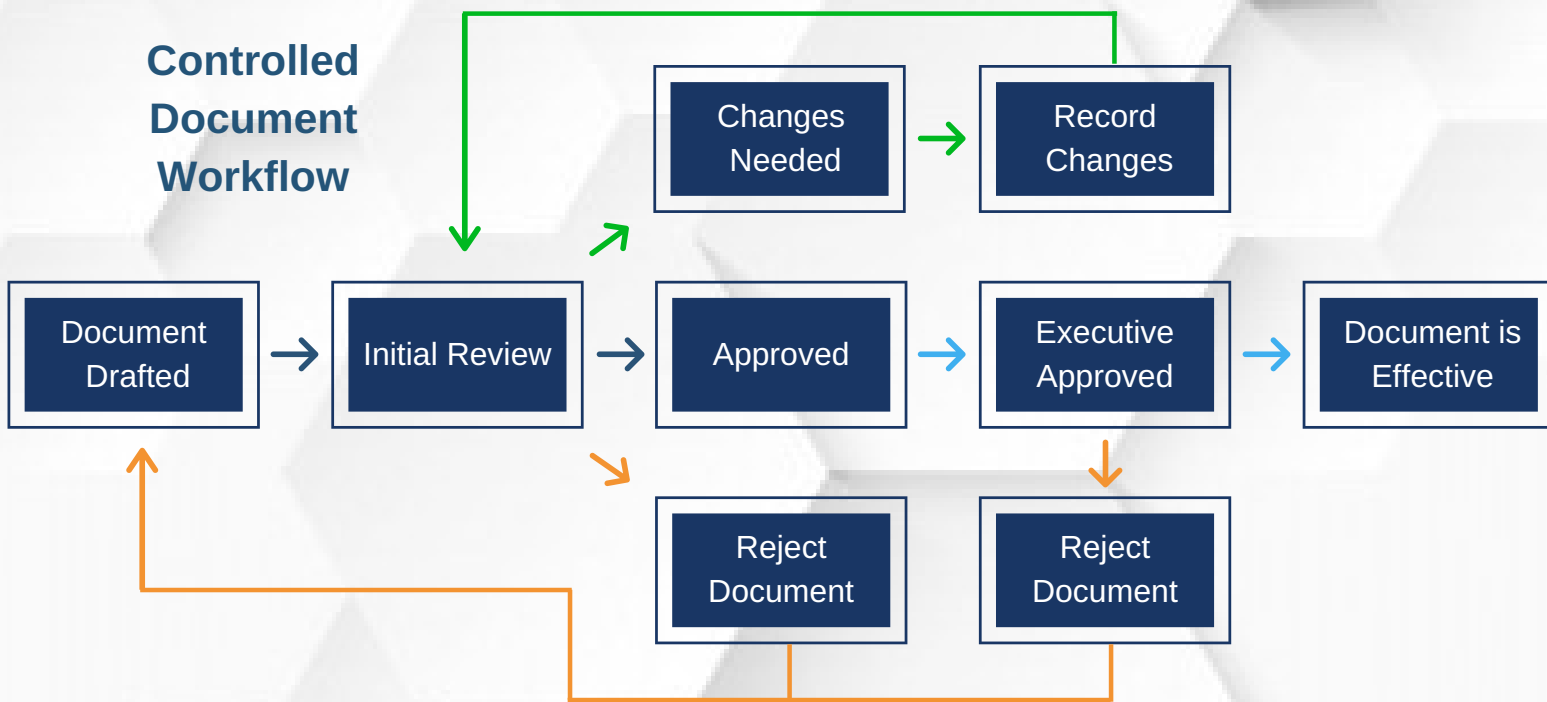 Controlled
Document
Workflow
Changes
Needed
Record
Changes
Document
Drafted
Initial Review
Approved
Executive
Approved
Document is
Effective
Reject
Document
Reject
Document